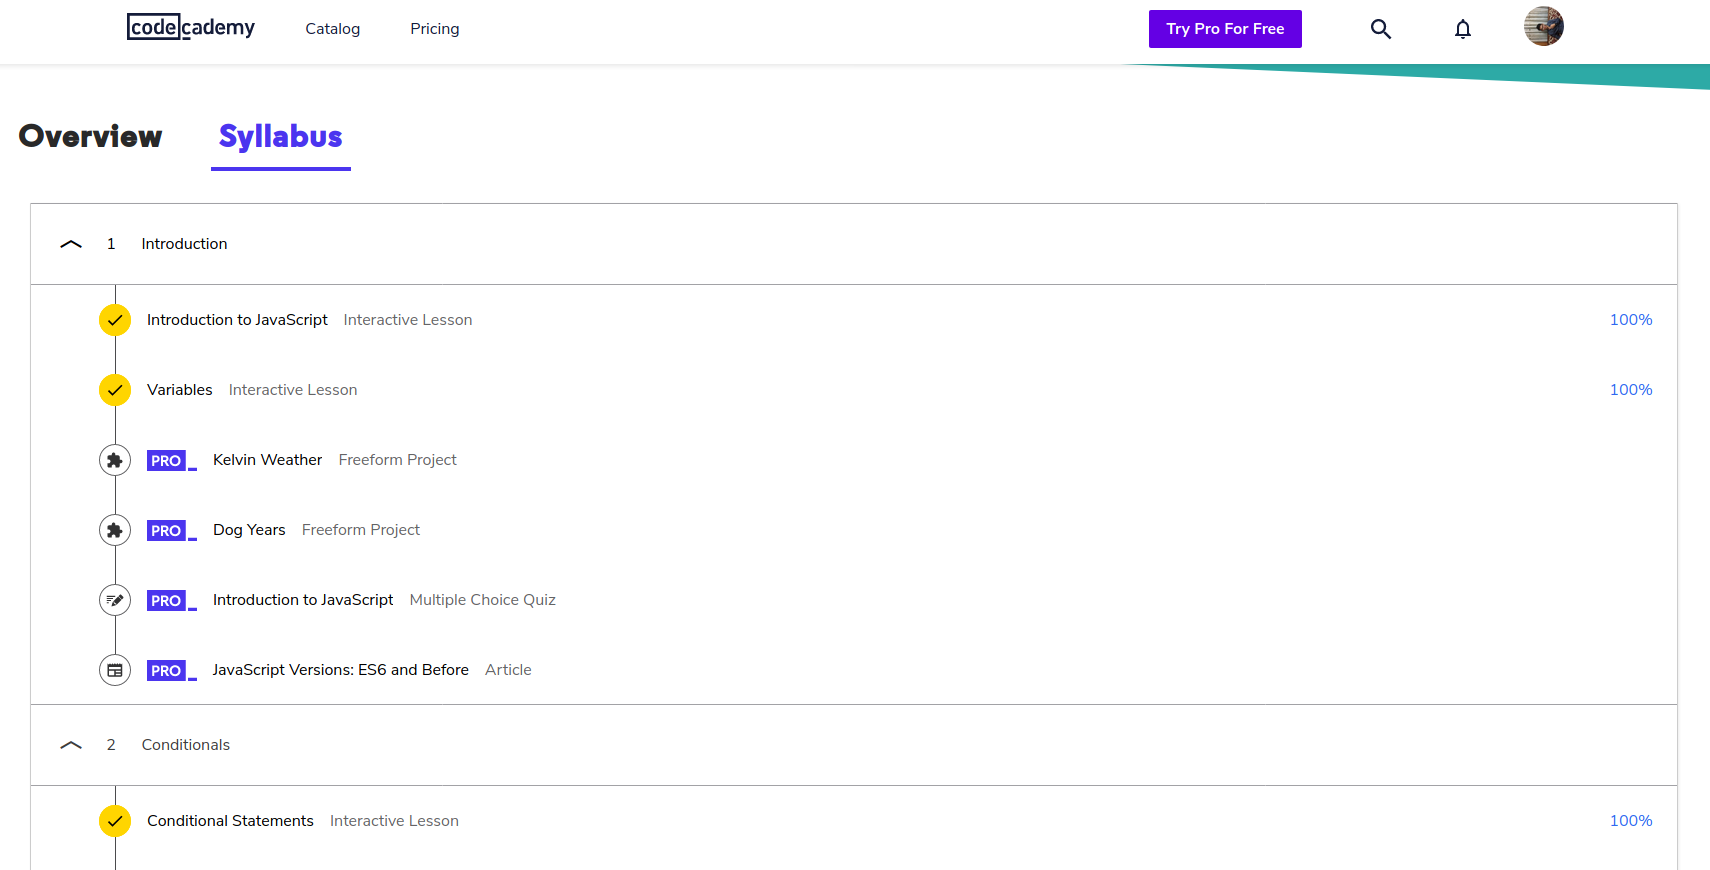 codecademy Catalog Pricing Try Pro For Free
Overview Syllabus
1 Introduction
Introduction to JavaScript Interactive Lesson 100%
Variables Interactive Lesson 100%
PRO Kelvin Weather Freeform Project
PRO Dog Years Freeform Project
PRO Introduction to JavaScript Multiple Choice Quiz
PRO JavaScript Versions: ES6 and Before Article
2 Conditionals
Conditional Statements Interactive Lesson 100%